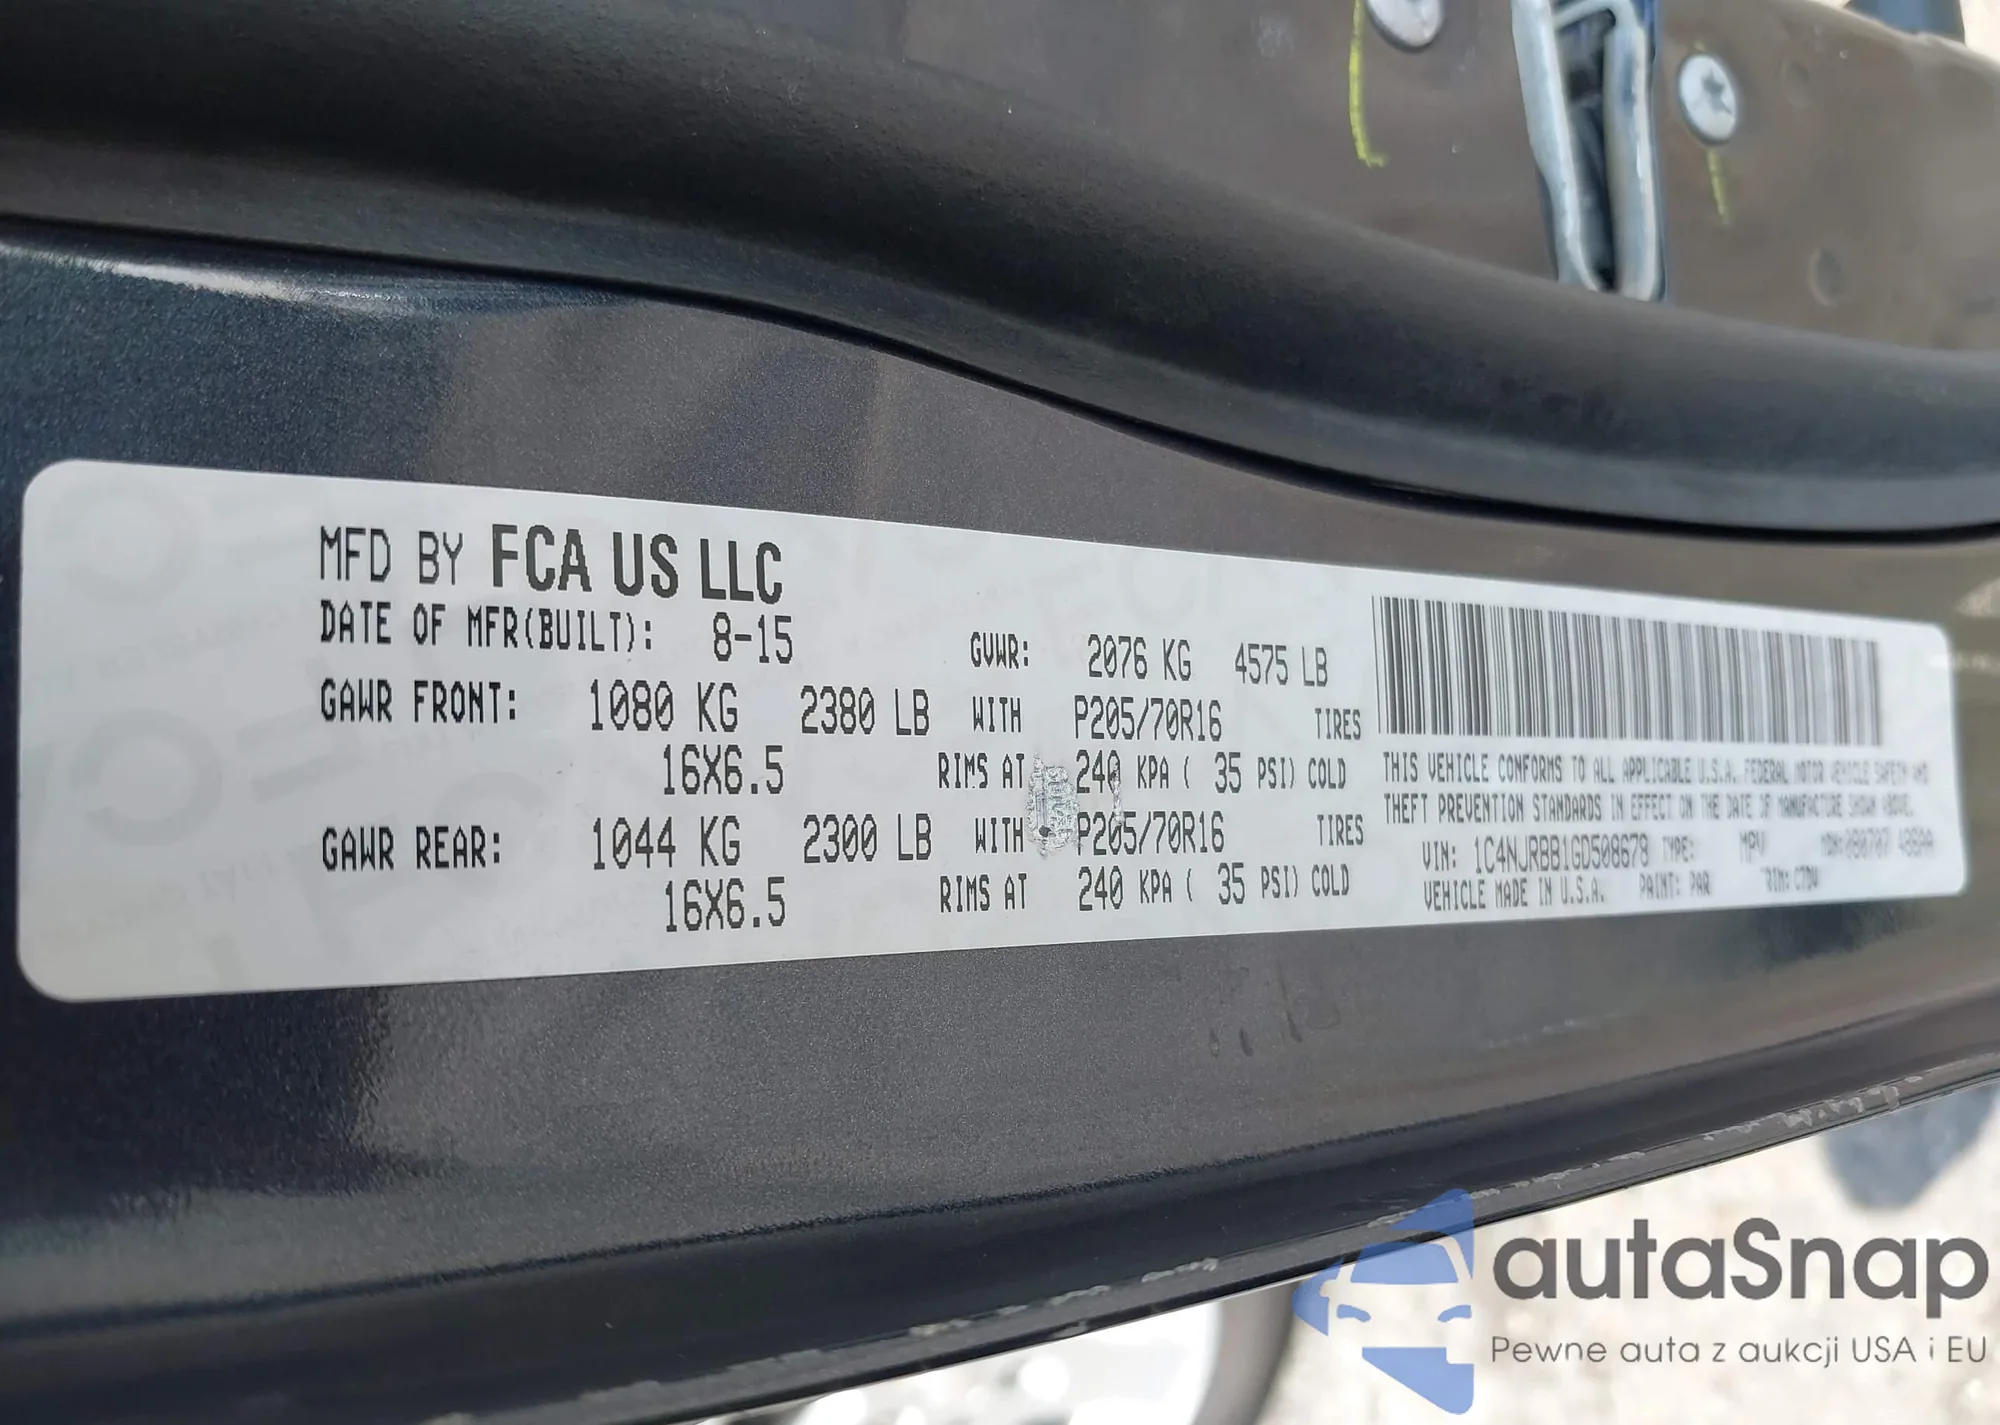 MFD BY FCA US LLC
DATE OF MFR(BUILT): 8-15 GVWR: 2076 KG 4575 LB
GAWR FRONT: 1080 KG 2380 LB WITH P205/70R16 TIRES
16X6.5 RIMS AT 240 KPA ( 35 PSI) COLD
GAWR REAR: 1044 KG 2300 LB WITH P205/70R16 TIRES
16X6.5 RIMS AT 240 KPA ( 35 PSI) COLD
THIS VEHICLE CONFORMS TO ALL APPLICABLE U.S.A. FEDERAL MOTOR VEHICLE SAFETY AND
THEFT PREVENTION STANDARDS IN EFFECT ON THE DATE OF MANUFACTURE SHOWN ABOVE.
VIN: 1C4NJRBB1GD508678 TYPE: MPV MDH:
VEHICLE MADE IN U.S.A. PAINT: PAR TRIM:
autaSnap
Pewne auta z aukcji USA i EU